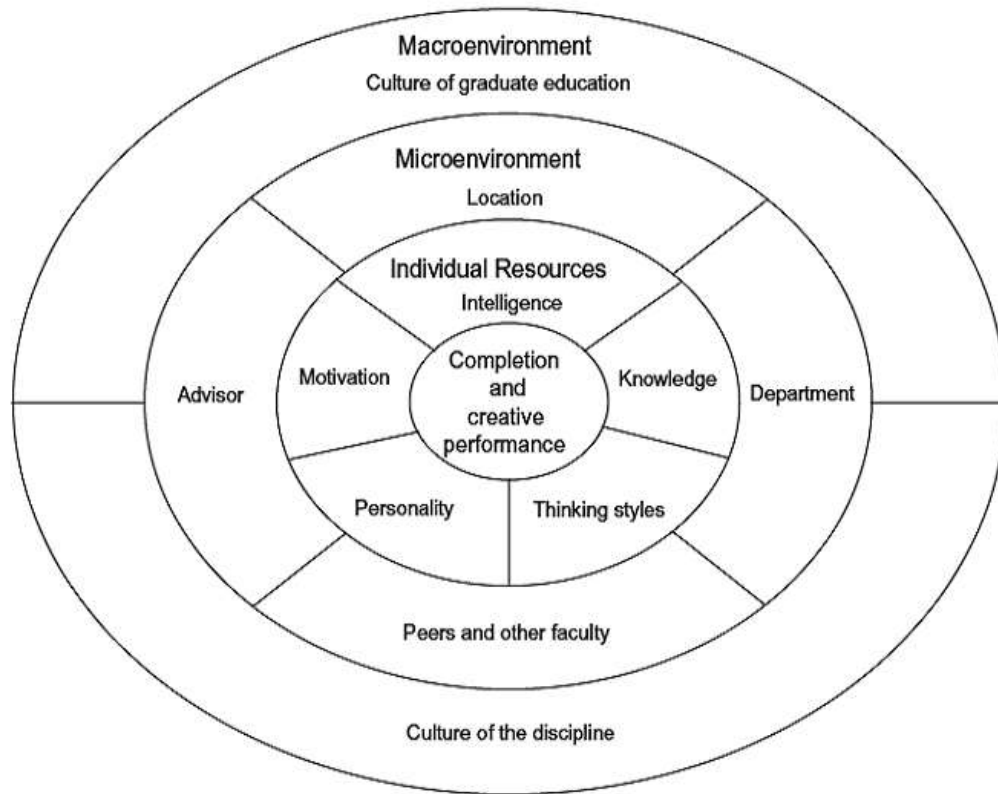 Macroenvironment
Culture of graduate education
Microenvironment
Location
Individual Resources
Intelligence
Motivation
Completion
and
creative
performance
Knowledge
Advisor
Department
Personality
Thinking styles
Peers and other faculty
Culture of the discipline